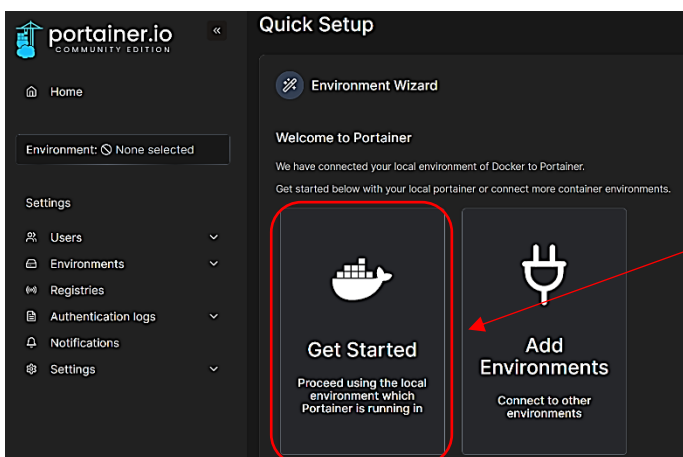 portainer.io
COMMUNITY EDITION
«
Home
Environment: None selected
Settings
Users
Environments
Registries
Authentication logs
Notifications
Settings
Quick Setup
Environment Wizard
Welcome to Portainer
We have connected your local environment of Docker to Portainer.
Get started below with your local portainer or connect more container environments.
Get Started
Proceed using the local
environment which
Portainer is running in
Add
Environments
Connect to other
environments